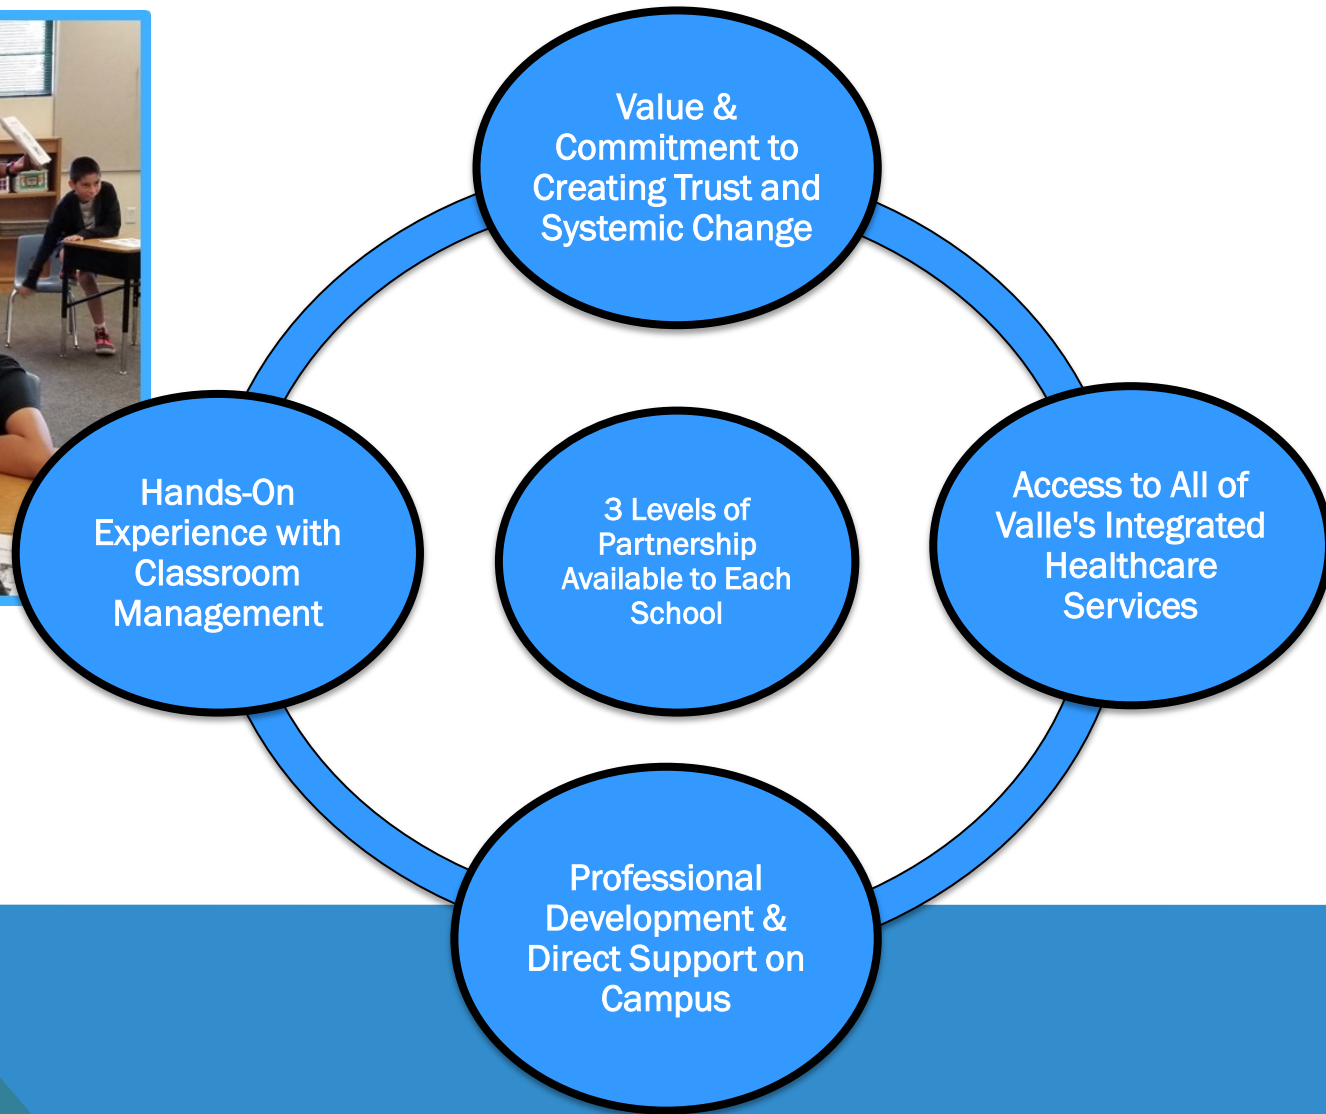 Value &
Commitment to
Creating Trust and
Systemic Change
Hands-On
Experience with
Classroom
Management
3 Levels of
Partnership
Available to Each
School
Access to All of
Valle's Integrated
Healthcare
Services
Professional
Development &
Direct Support on
Campus